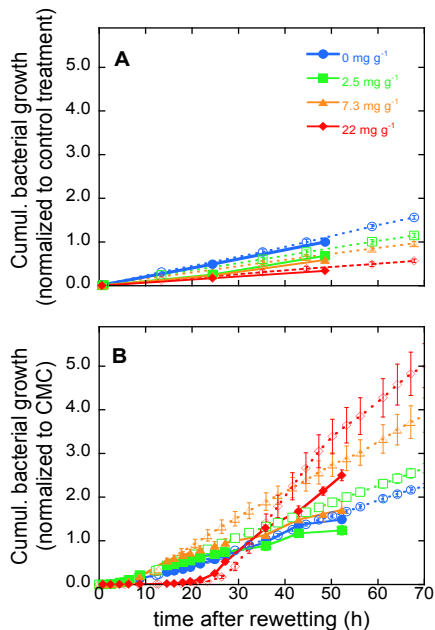 A
0 mg g-1
2.5 mg g-1
7.3 mg g-1
22 mg g-1
Cumul. bacterial growth
(normalized to control treatment)
5.0
4.0
3.0
2.0
1.0
0.0
B
Cumul. bacterial growth
(normalized to CMC)
5.0
4.0
3.0
2.0
1.0
0.0
0 10 20 30 40 50 60 70
time after rewetting (h)